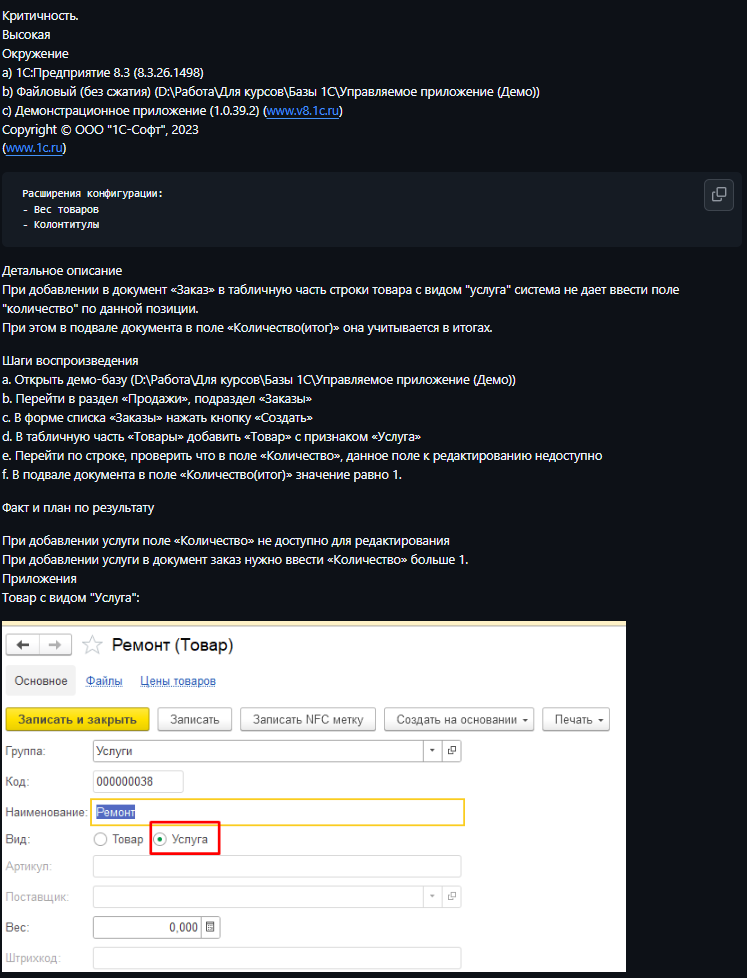 Критичность.
Высокая
Окружение
a) 1С:Предприятие 8.3 (8.3.26.1498)
b) Файловый (без сжатия) (D:\Работа\Для курсов\Базы 1С\Управляемое приложение (Демо))
c) Демонстрационное приложение (1.0.39.2) (www.v8.1c.ru)
Copyright © ООО "1С-Софт", 2023
(www.1c.ru)
Расширения конфигурации:
- Вес товаров
- Колонтитулы
Детальное описание
При добавлении в документ «Заказ» в табличную часть строки товара с видом "услуга" система не дает ввести поле
"количество" по данной позиции.
При этом в подвале документа в поле «Количество(итог)» она учитывается в итогах.
Шаги воспроизведения
a. Открыть демо-базу (D:\Работа\Для курсов\Базы 1С\Управляемое приложение (Демо))
b. Перейти в раздел «Продажи», подраздел «Заказы»
c. В форме списка «Заказы» нажать кнопку «Создать»
d. В табличную часть «Товары» добавить «Товар» с признаком «Услуга»
e. Перейти по строке, проверить что в поле «Количество», данное поле к редактированию недоступно
f. В подвале документа в поле «Количество(итог)» значение равно 1.
Факт и план по результату
При добавлении услуги поле «Количество» не доступно для редактирования
При добавлении услуги в документ заказ нужно ввести «Количество» больше 1.
Приложения
Товар с видом "Услуга":
Ремонт (Товар)
Основное Файлы Цены товаров
Записать и закрыть Записать Записать NFC метку Создать на основании Печать
Группа: Услуги
Код: 000000038
Наименование: Ремонт
Вид: Товар Услуга
Артикул:
Поставщик:
Вес: 0,000
Штрихкод: